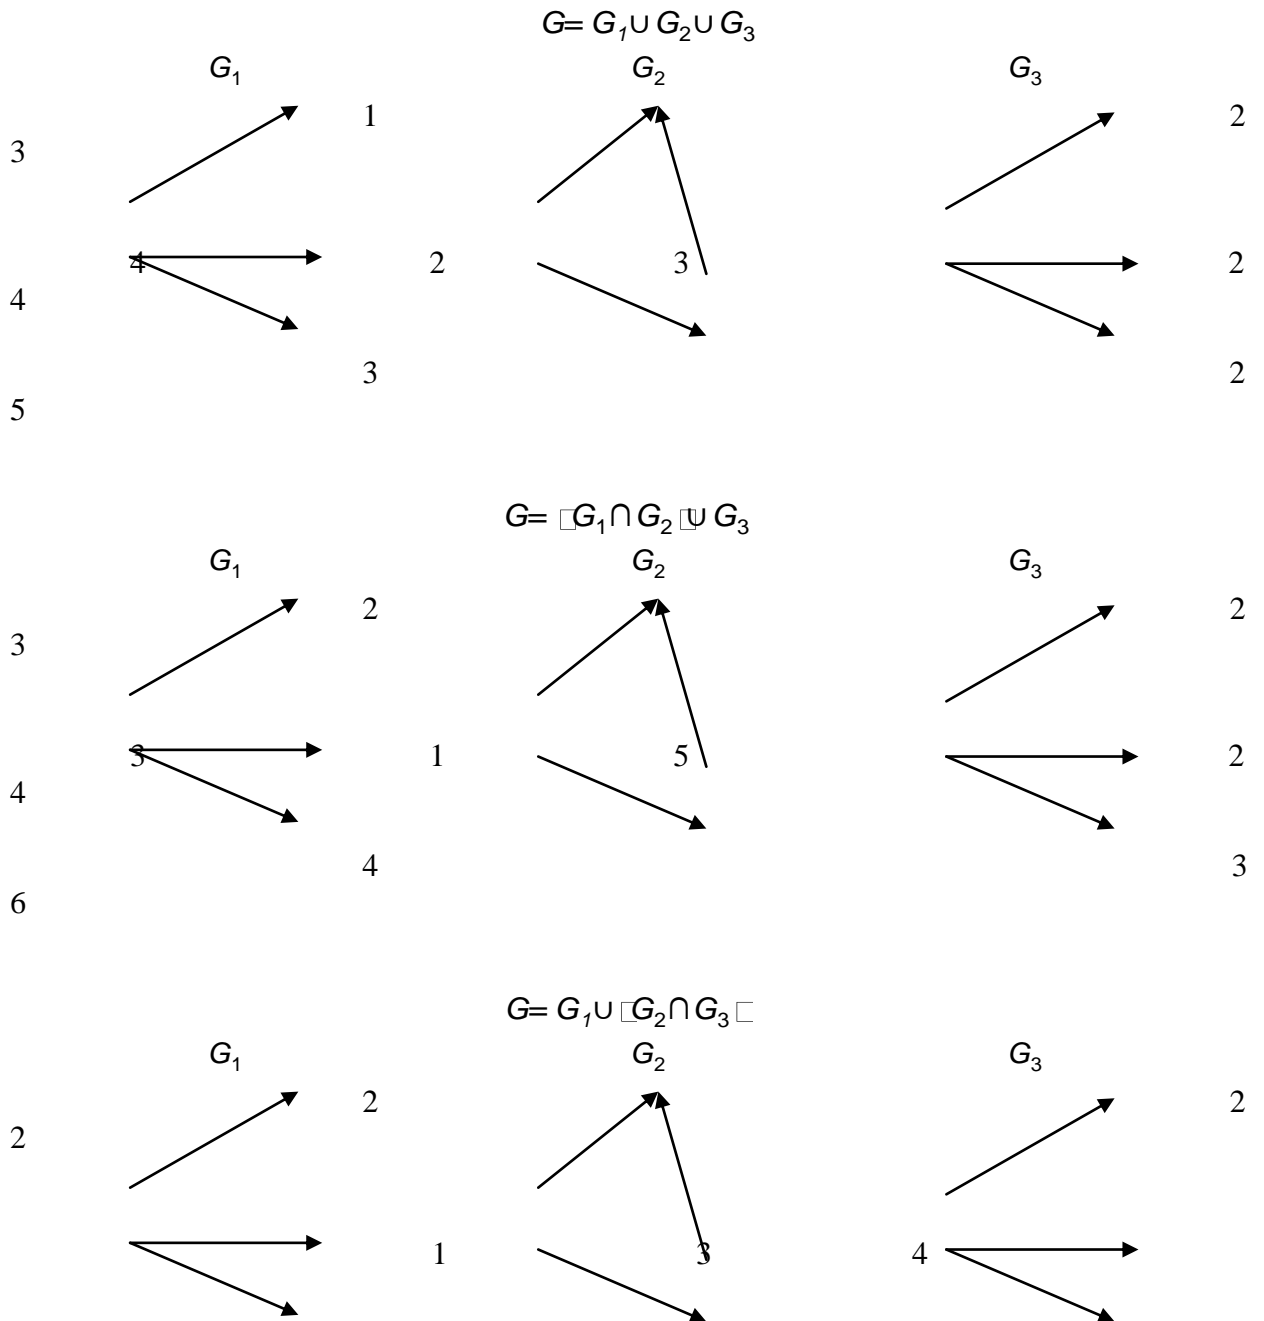 G= G₁∪ G₂∪ G₃
G₁ G₂ G₃
1 2
3
4 2 3 2
4
3 2
5
G= □G₁∩ G₂ □∪ G₃
G₁ G₂ G₃
2 2
3
3 1 5 2
4
4 3
6
G= G₁∪ □G₂∩ G₃ □
G₁ G₂ G₃
2 2
2
1 3 4